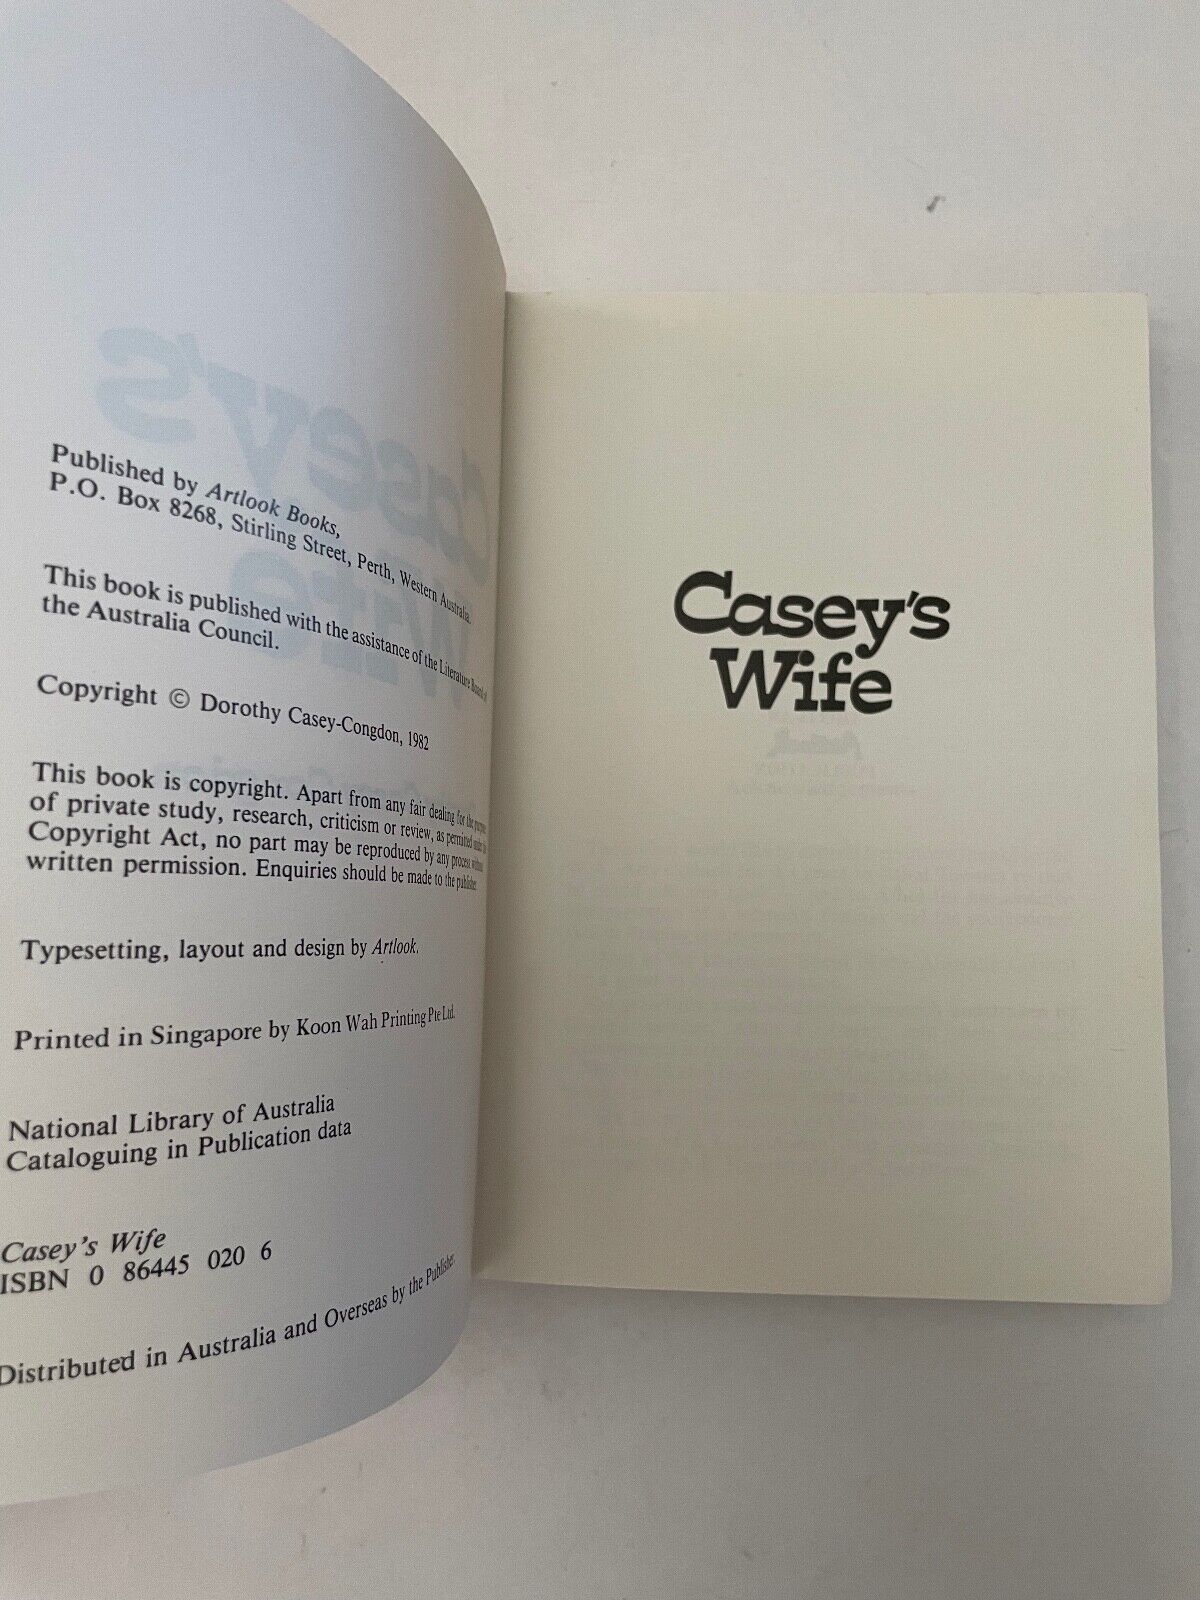 Published by Artlook Books,
P.O. Box 8268, Stirling Street, Perth, Western Australia.
This book is published with the assistance of the Literature Board of
the Australia Council.
Copyright © Dorothy Casey-Congdon, 1982
This book is copyright. Apart from any fair dealing for the purpose
of private study, research, criticism or review, as permitted under the
Copyright Act, no part may be reproduced by any process without
written permission. Enquiries should be made to the publisher.
Typesetting, layout and design by Artlook.
Printed in Singapore by Koon Wah Printing Pte Ltd.
National Library of Australia
Cataloguing in Publication data
Casey's Wife
ISBN 0 86445 020 6
Distributed in Australia and Overseas by the Publisher.
Casey's
Wife